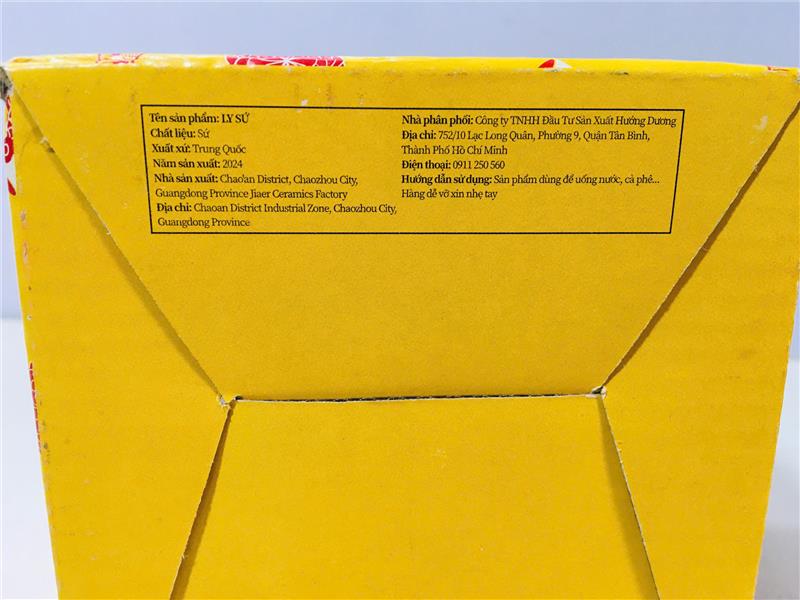 Tên sản phẩm: LY SỨ
Chất liệu: Sứ
Xuất xứ: Trung Quốc
Năm sản xuất: 2024
Nhà sản xuất: Chao'an District, Chaozhou City,
Guangdong Province Jiaer Ceramics Factory
Địa chỉ: Chaoan District Industrial Zone, Chaozhou City,
Guangdong Province
Nhà phân phối: Công ty TNHH Đầu Tư Sản Xuất Hướng Dương
Địa chỉ: 752/10 Lạc Long Quân, Phường 9, Quận Tân Bình,
Thành Phố Hồ Chí Minh
Điện thoại: 0911 250 560
Hướng dẫn sử dụng: Sản phẩm dùng để uống nước, cà phê...
Hàng dễ vỡ xin nhẹ tay